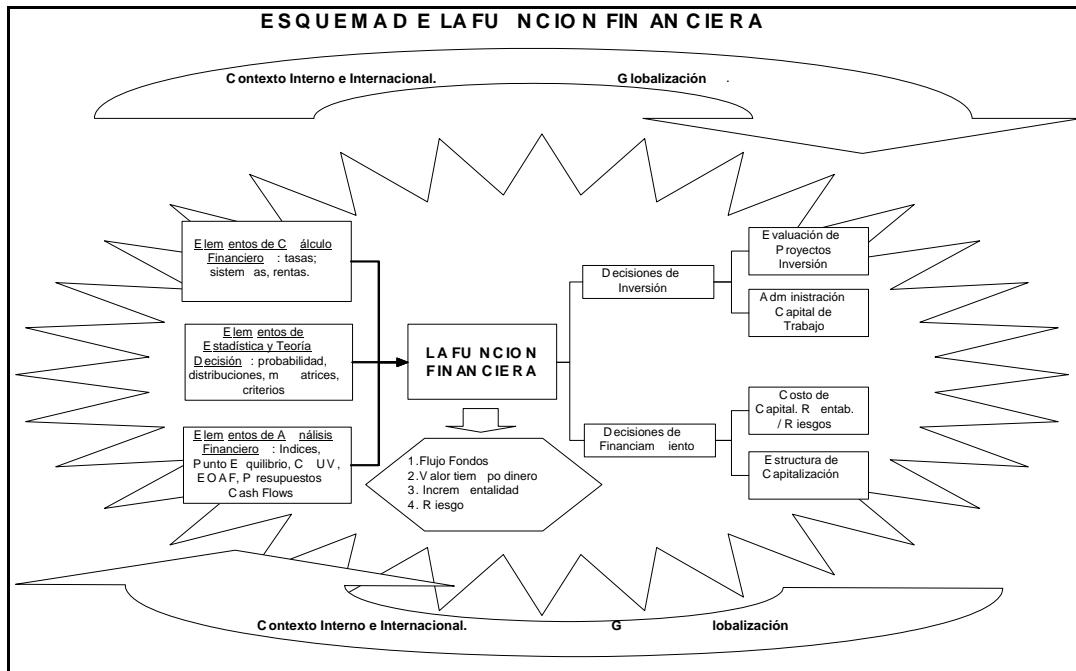 ESQUEMA DE LA FUNCION FINANCIERA
Contexto Interno e Internacional. Globalización .
Elementos de Cálculo
Financiero : tasas;
sistemas, rentas.
Elementos de
Estadística y Teoría
Decisión : probabilidad,
distribuciones, matrices,
criterios
Elementos de Análisis
Financiero : Indices,
Punto Equilibrio, CUV,
EOAF, Presupuestos
Cash Flows
LA FUNCION
FINANCIERA
1.Flujo Fondos
2.Valor tiempo dinero
3. Incrementalidad
4. Riesgo
Decisiones de
Inversión
Evaluación de
Proyectos
Inversión
Administración
Capital de
Trabajo
Decisiones de
Financiamiento
Costo de
Capital. Rentab.
/ Riesgos
Estructura de
Capitalización
Contexto Interno e Internacional. Globalización